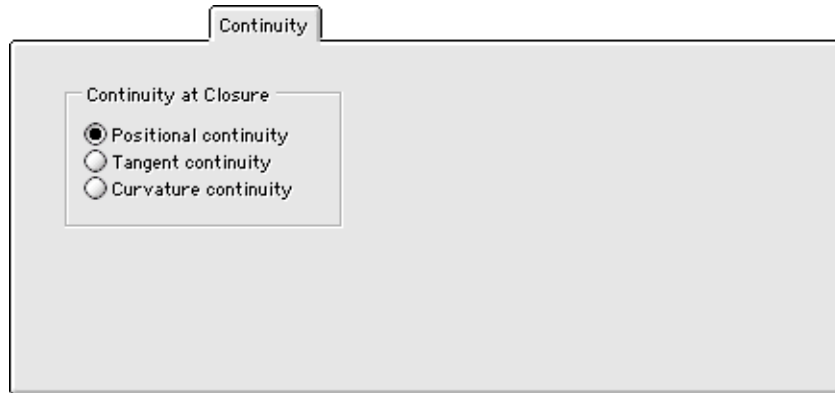 Continuity
Continuity at Closure
Positional continuity
Tangent continuity
Curvature continuity